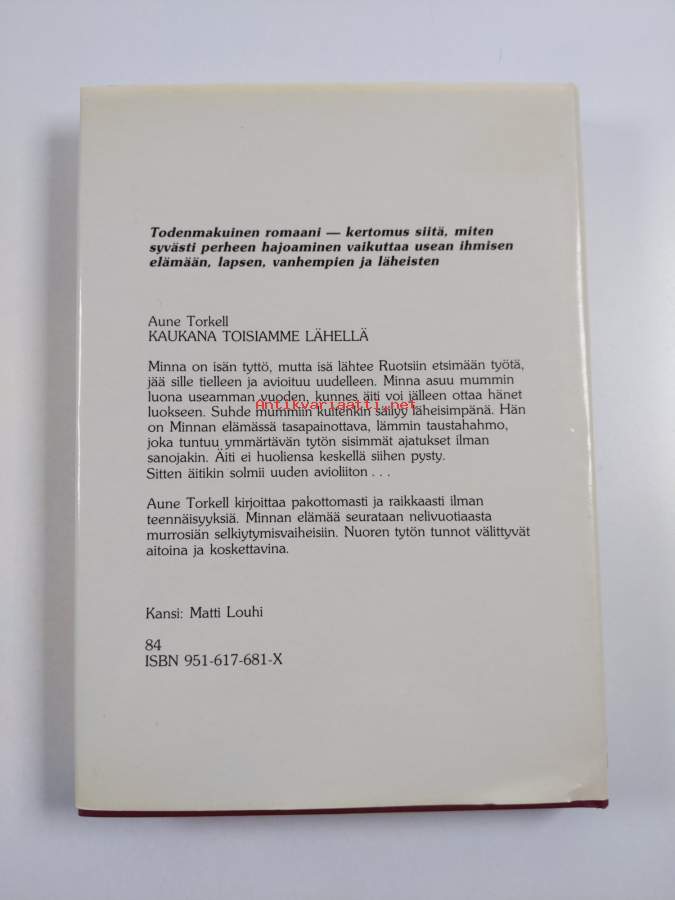 Todenmakuinen romaani — kertomus siitä, miten
syvästi perheen hajoaminen vaikuttaa usean ihmisen
elämään, lapsen, vanhempien ja läheisten
Aune Torkell
KAUKANA TOISIAMME LÄHELLÄ
Minna on isän tyttö, mutta isä lähtee Ruotsiin etsimään työtä,
jää sille tielleen ja avioituu uudelleen. Minna asuu mummin
luona useamman vuoden, kunnes äiti voi jälleen ottaa hänet
luokseen. Suhde mummiin kuitenkin säilyy läheisimpänä. Hän
Antikvariaatti.net
on Minnan elämässä tasapainottava, lämmin taustahahmo,
joka tuntuu ymmärtävän tytön sisimmät ajatukset ilman
sanojakin. Äiti ei huoliensa keskellä siihen pysty.
Sitten äitikin solmii uuden avioliiton . . .
Aune Torkell kirjoittaa pakottomasti ja raikkaasti ilman
teennäisyyksiä. Minnan elämää seurataan nelivuotiaasta
murrosiän selkiytymisvaiheisiin. Nuoren tytön tunnot välittyvät
aitoina ja koskettavina.
Kansi: Matti Louhi
84
ISBN 951-617-681-X